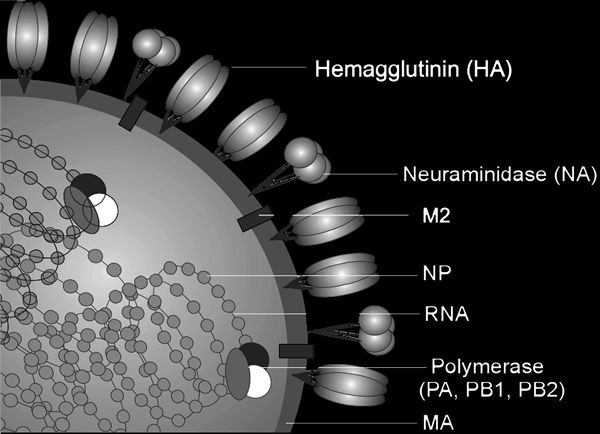 Hemagglutinin (HA)
Neuraminidase (NA)
M2
NP
RNA
Polymerase
(PA, PB1, PB2)
MA